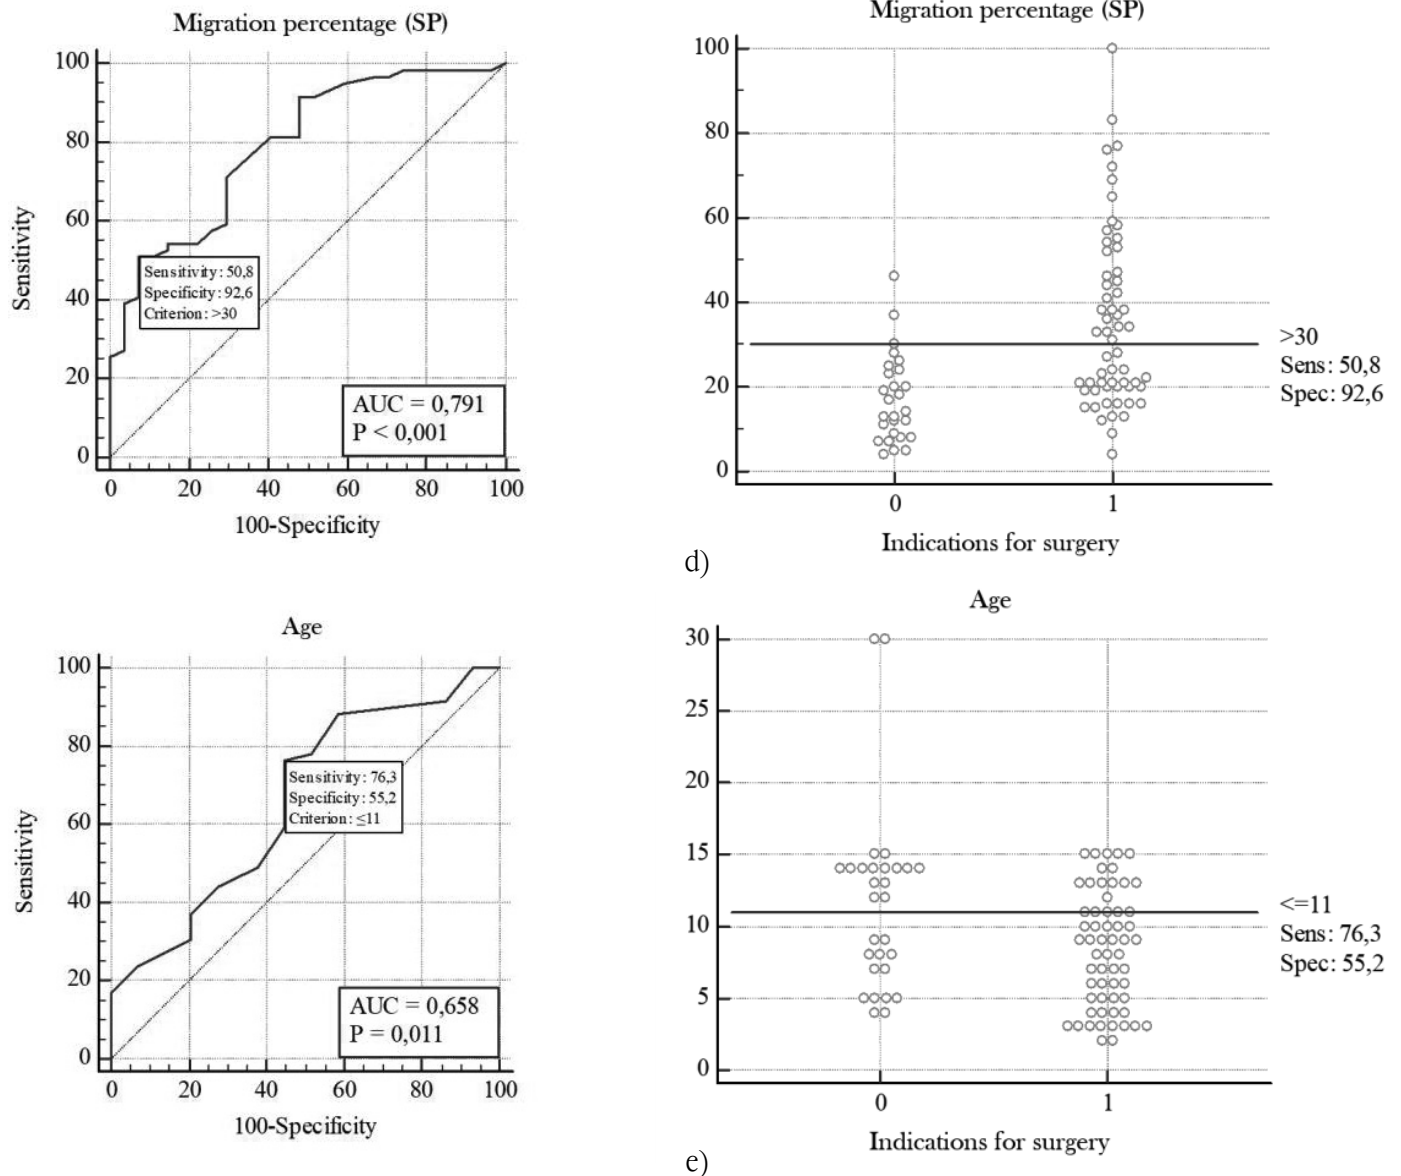 Migration percentage (SP)
100
80
60
40
20
0
Sensitivity
Sensitivity: 50,8
Specificity: 92,6
Criterion: >30
AUC = 0,791
P < 0,001
0 20 40 60 80 100
100-Specificity
Migration percentage (SP)
100
80
60
40
20
0
>30
Sens: 50,8
Spec: 92,6
0 1
Indications for surgery
d)
Age
100
80
60
40
20
0
Sensitivity
Sensitivity: 76,3
Specificity: 55,2
Criterion: ≤11
AUC = 0,658
P = 0,011
0 20 40 60 80 100
100-Specificity
Age
30
25
20
15
10
5
0
<=11
Sens: 76,3
Spec: 55,2
0 1
Indications for surgery
e)